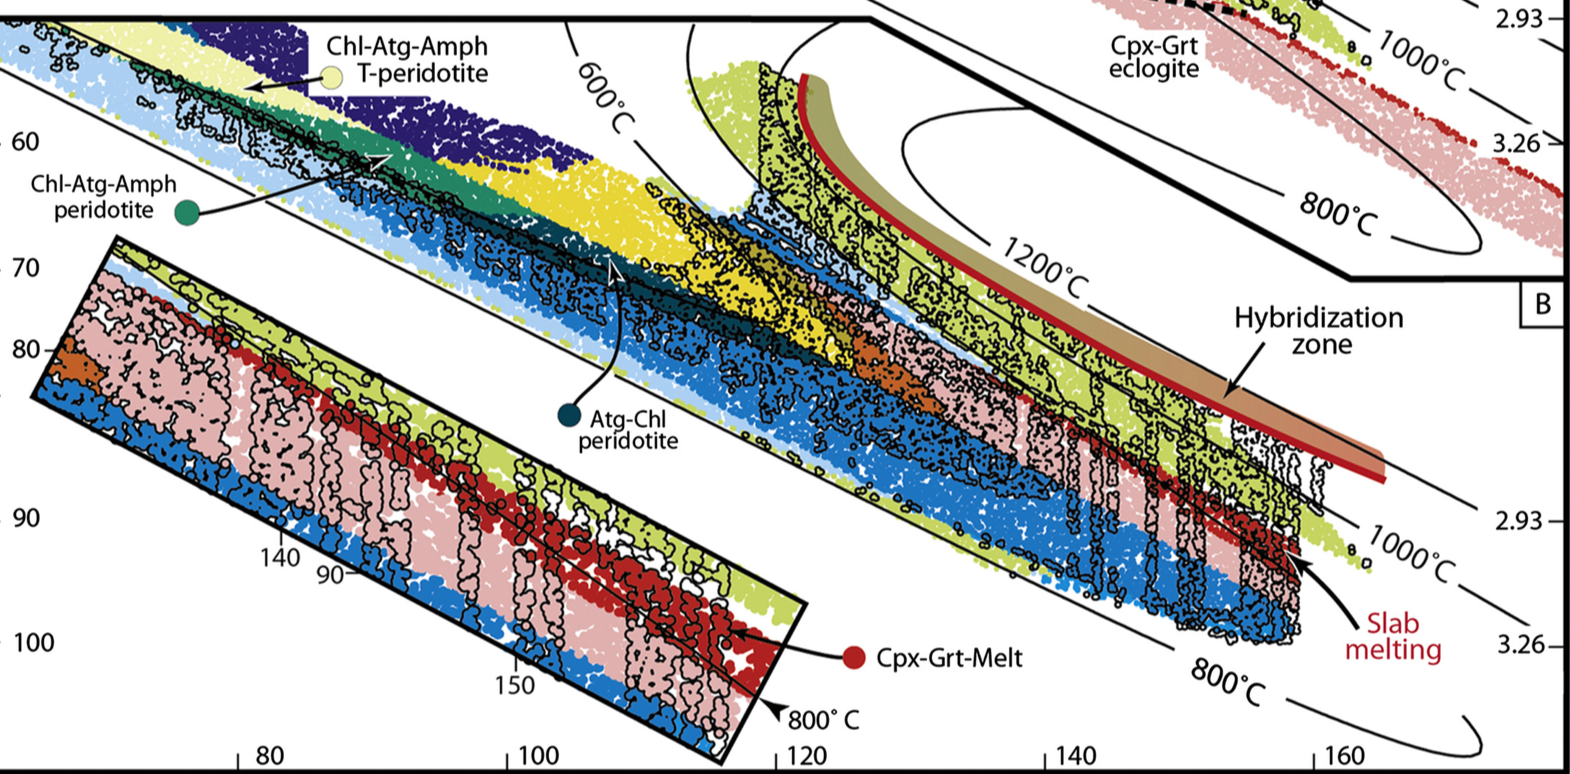 2.93
Chl-Atg-Amph
T-peridotite
600°C
Cpx-Grt
eclogite
1000°C
60
3.26
Chl-Atg-Amph
peridotite
800°C
1200°C
70
B
Hybridization
zone
80
Atg-Chl
peridotite
90
2.93
1000°C
140
90
Slab
melting
100
3.26
Cpx-Grt-Melt
150
800°C
800° C
80
100
120
140
160